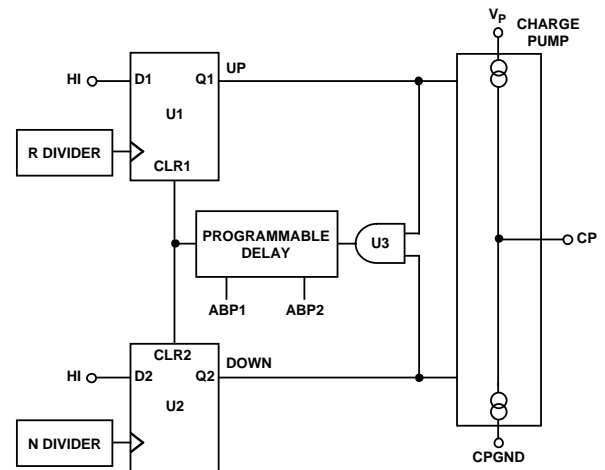 VP
CHARGE
PUMP
HI
D1
Q1
UP
U1
R DIVIDER
CLR1
PROGRAMMABLE
DELAY
U3
CP
ABP1
ABP2
CLR2
DOWN
HI
D2
Q2
U2
N DIVIDER
CPGND